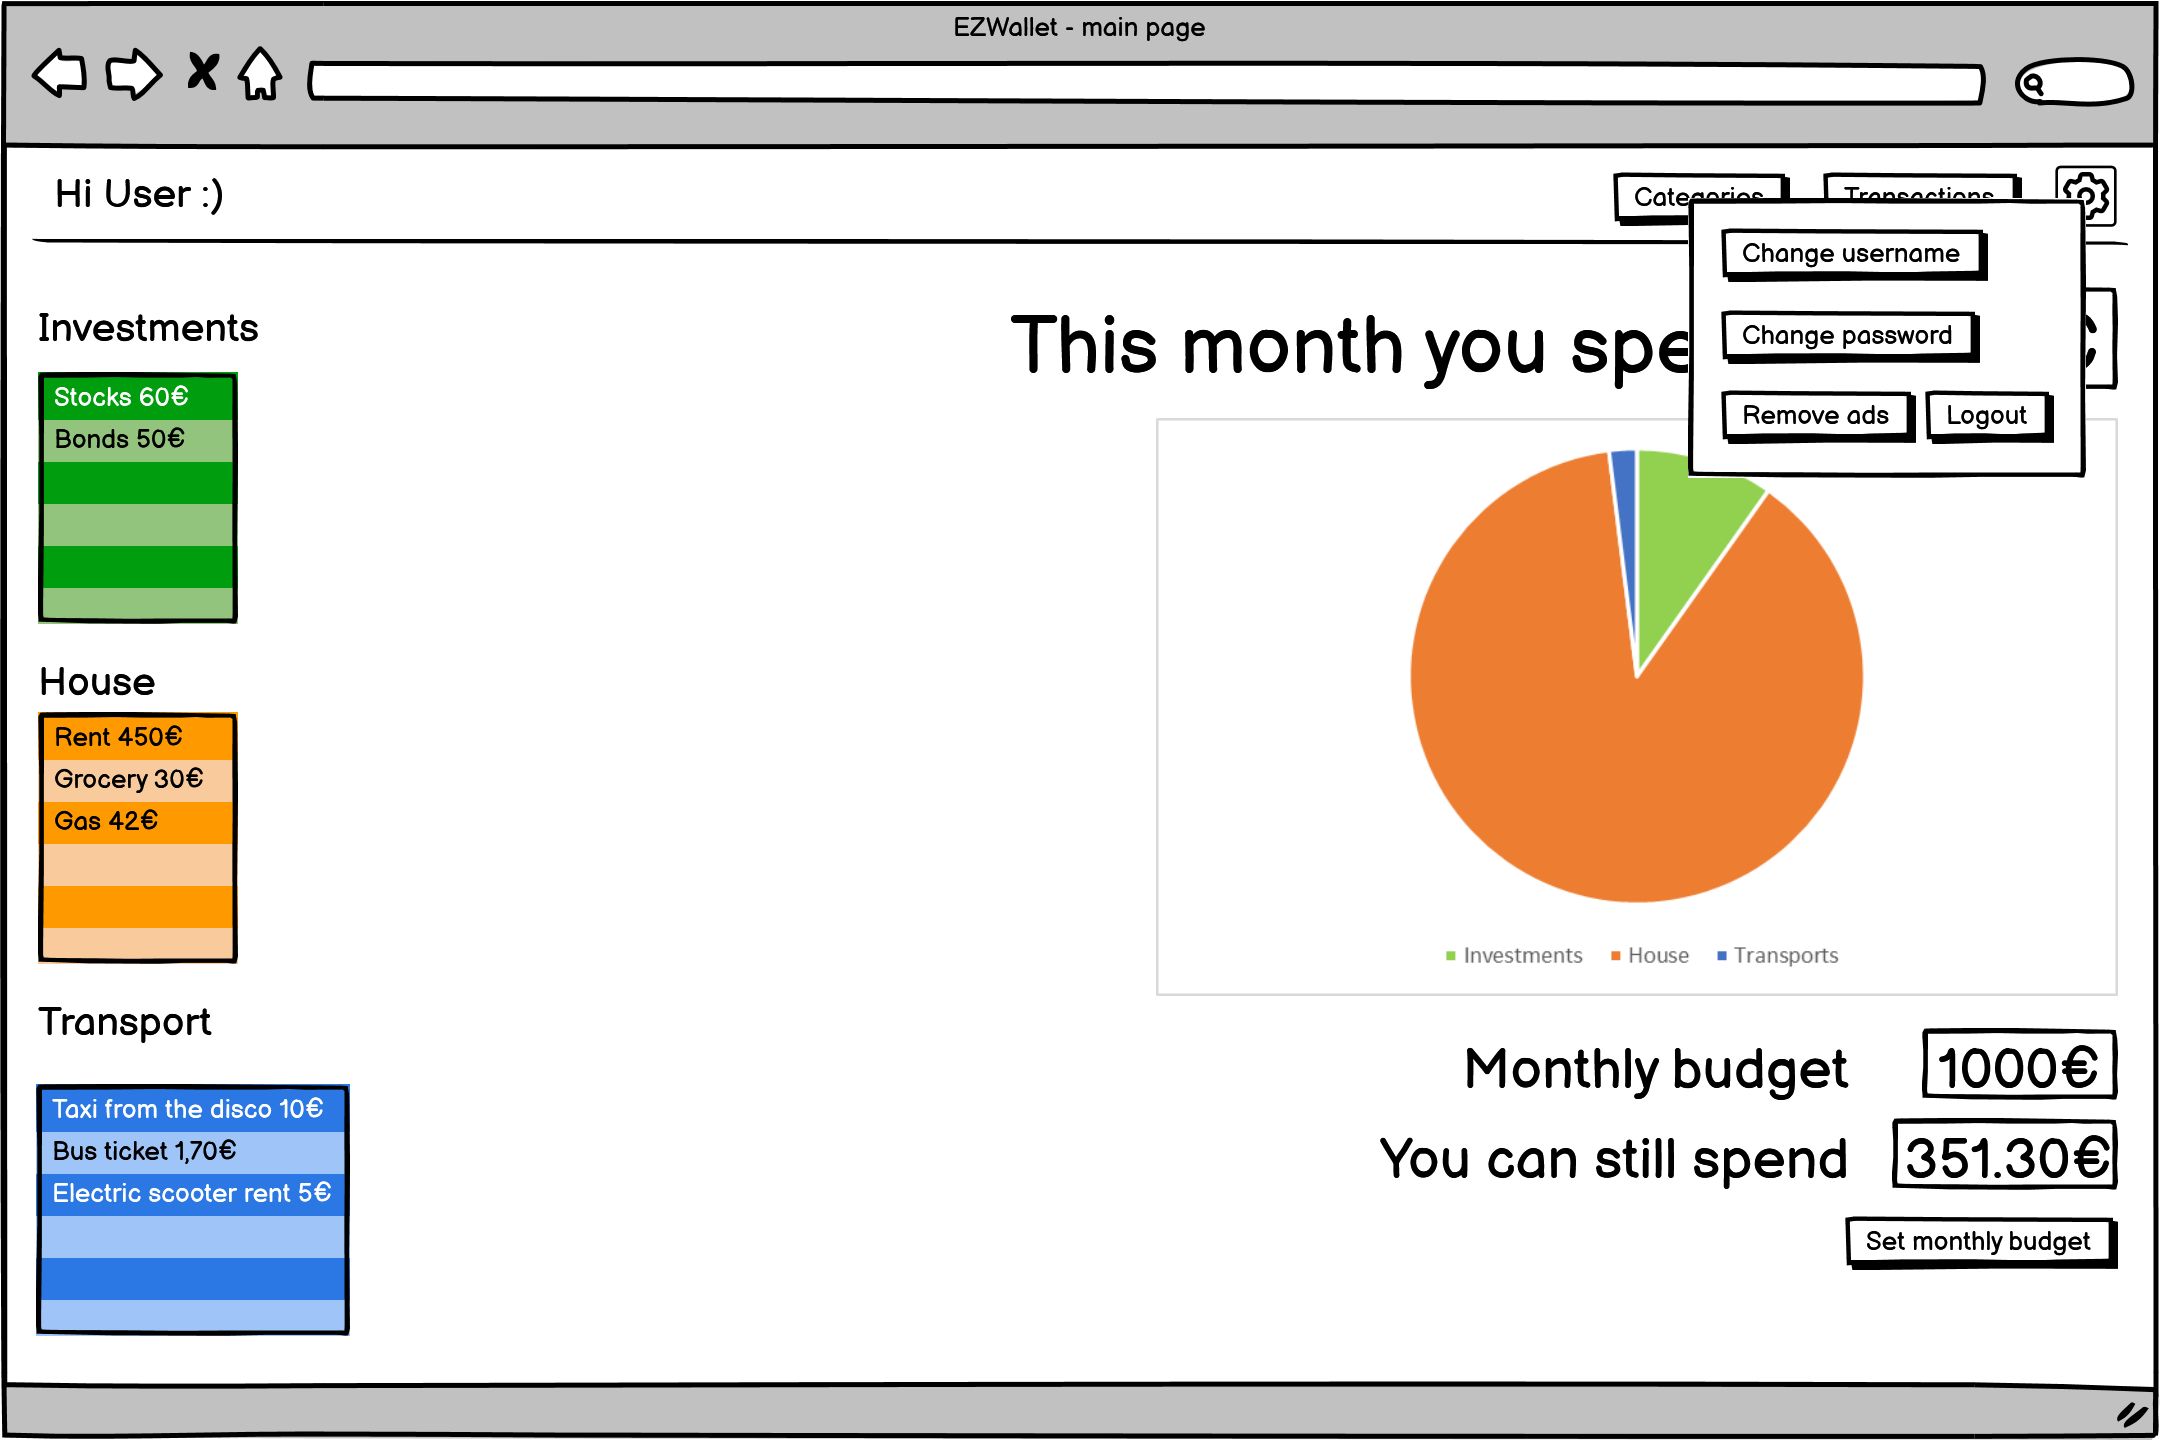 EZWallet - main page
Hi User :)
Categories
Transactions
Change username
Change password
Remove ads
Logout
This month you spe
Investments
Stocks 60€
Bonds 50€
House
Rent 450€
Grocery 30€
Gas 42€
Transport
Taxi from the disco 10€
Bus ticket 1,70€
Electric scooter rent 5€
Investments
House
Transports
Monthly budget
1000€
You can still spend
351.30€
Set monthly budget